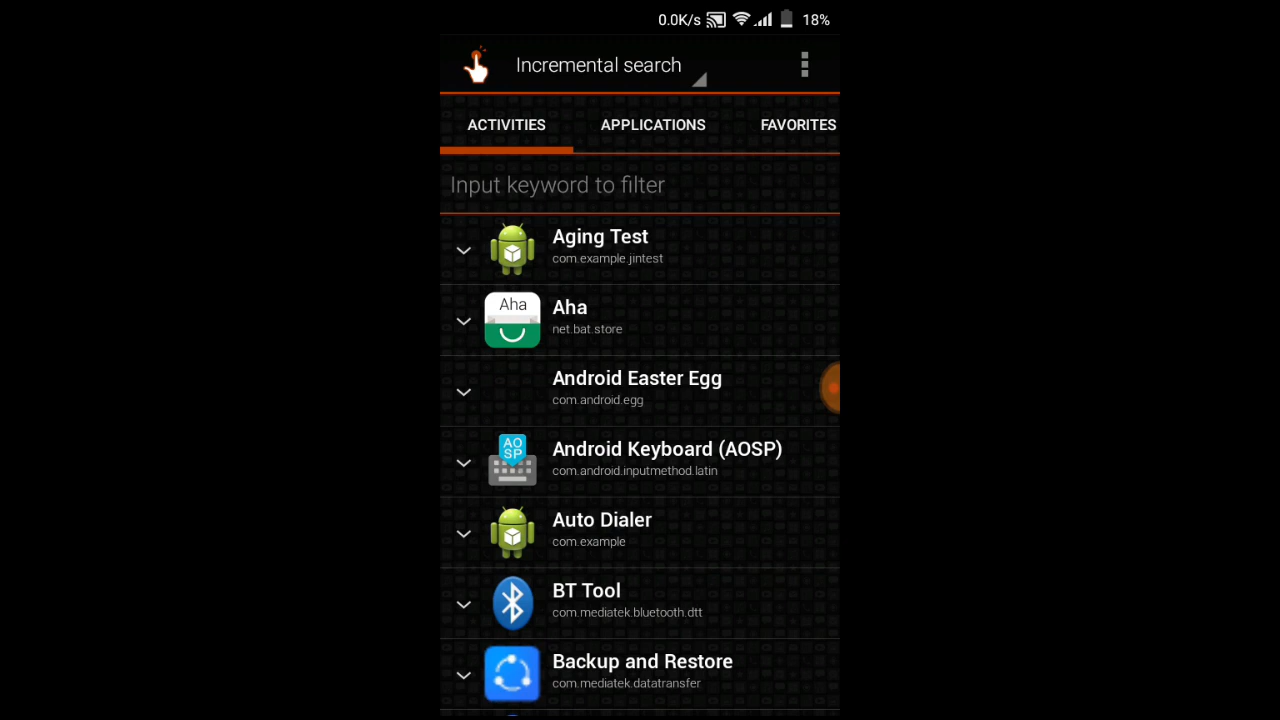 0.0K/s 18%
Incremental search
ACTIVITIES APPLICATIONS FAVORITES
Input keyword to filter
Aging Test
com.example.jintest
Aha
Aha
net.bat.store
Android Easter Egg
com.android.egg
AO
SP
Android Keyboard (AOSP)
com.android.inputmethod.latin
Auto Dialer
com.example
BT Tool
com.mediatek.bluetooth.dtt
Backup and Restore
com.mediatek.datatransfer